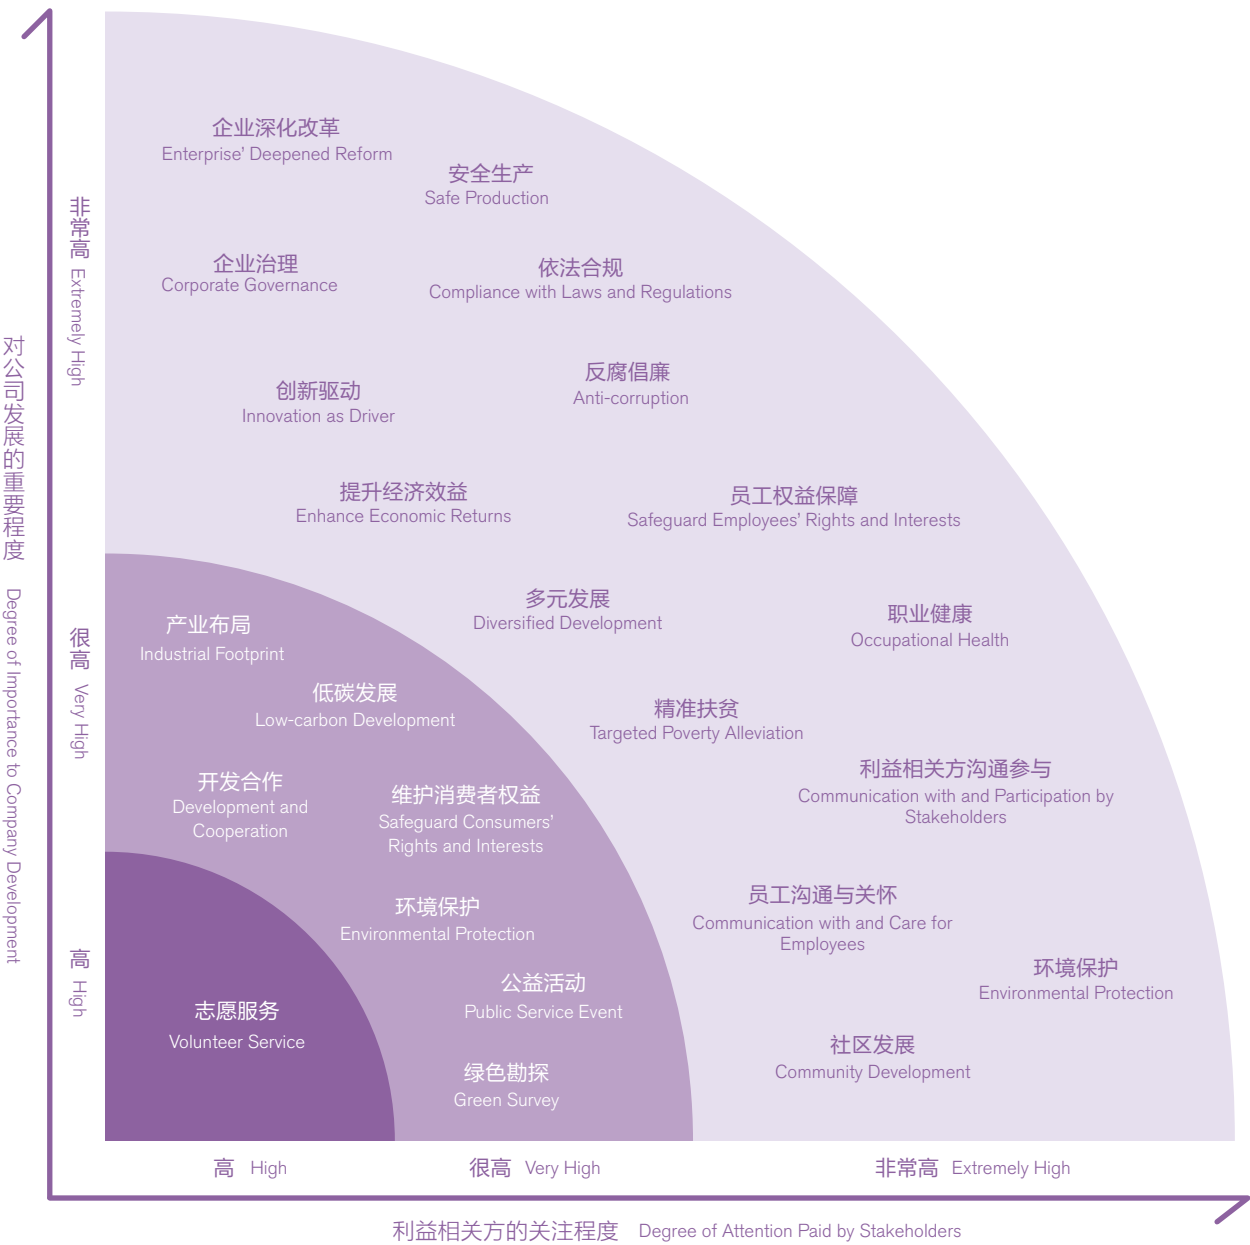 对公司发展的重要程度 Degree of Importance to Company Development
非常高 Extremely High
很高 Very High
高 High
企业深化改革
Enterprise’ Deepened Reform
安全生产
Safe Production
企业治理
Corporate Governance
依法合规
Compliance with Laws and Regulations
创新驱动
Innovation as Driver
反腐倡廉
Anti-corruption
提升经济效益
Enhance Economic Returns
员工权益保障
Safeguard Employees’ Rights and Interests
多元发展
Diversified Development
职业健康
Occupational Health
精准扶贫
Targeted Poverty Alleviation
利益相关方沟通参与
Communication with and Participation by
Stakeholders
员工沟通与关怀
Communication with and Care for
Employees
环境保护
Environmental Protection
社区发展
Community Development
产业布局
Industrial Footprint
低碳发展
Low-carbon Development
开发合作
Development and
Cooperation
维护消费者权益
Safeguard Consumers’
Rights and Interests
环境保护
Environmental Protection
公益活动
Public Service Event
绿色勘探
Green Survey
志愿服务
Volunteer Service
高 High
很高 Very High
非常高 Extremely High
利益相关方的关注程度 Degree of Attention Paid by Stakeholders